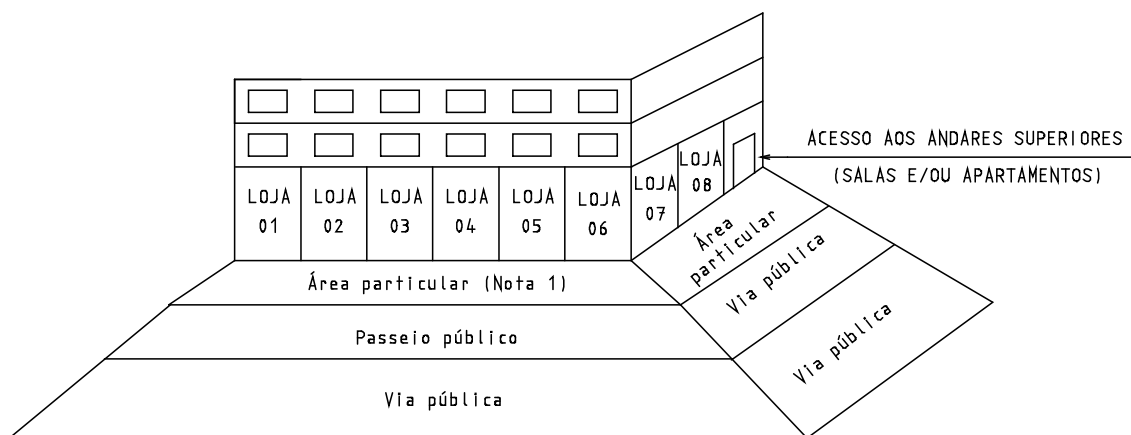 ACESSO AOS ANDARES SUPERIORES
(SALAS E/OU APARTAMENTOS)
LOJA
01
LOJA
02
LOJA
03
LOJA
04
LOJA
05
LOJA
06
LOJA
07
LOJA
08
Área particular (Nota 1)
Passeio público
Via pública
Área
particular
Via pública
Via pública